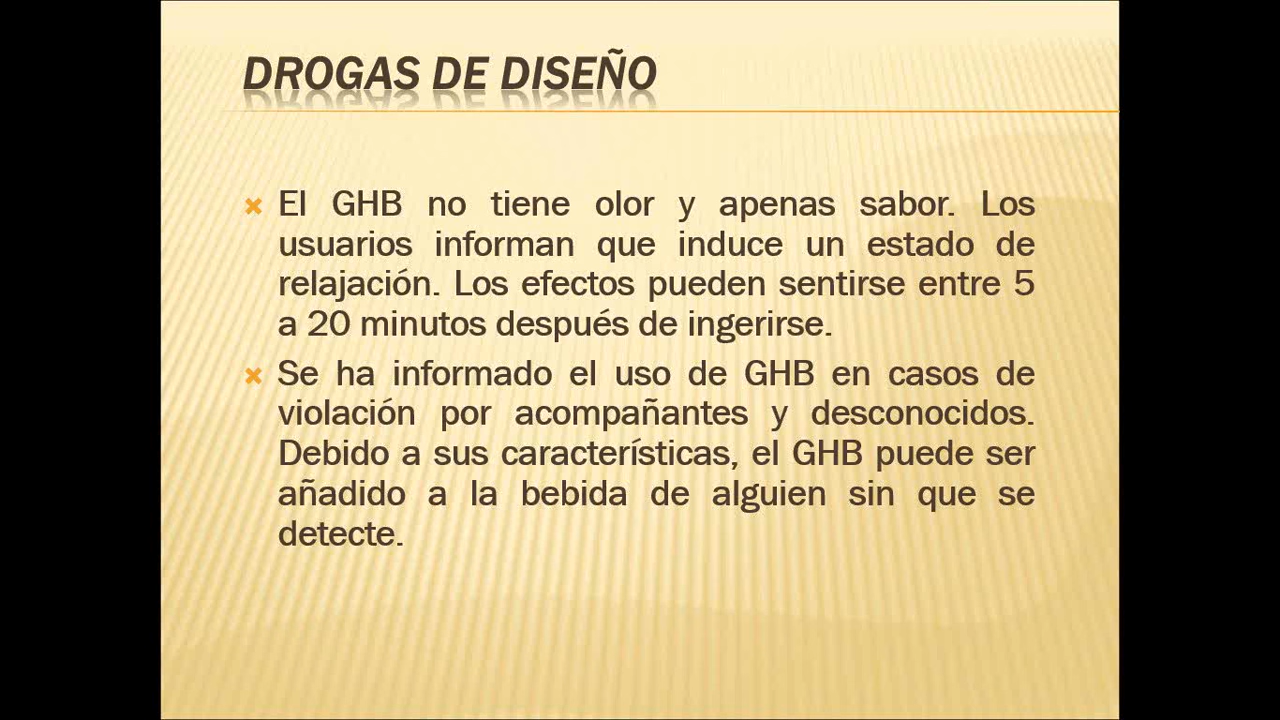 DROGAS DE DISEÑO
El GHB no tiene olor y apenas sabor. Los
usuarios informan que induce un estado de
relajación. Los efectos pueden sentirse entre 5
a 20 minutos después de ingerirse.
Se ha informado el uso de GHB en casos de
violación por acompañantes y desconocidos.
Debido a sus características, el GHB puede ser
añadido a la bebida de alguien sin que se
detecte.